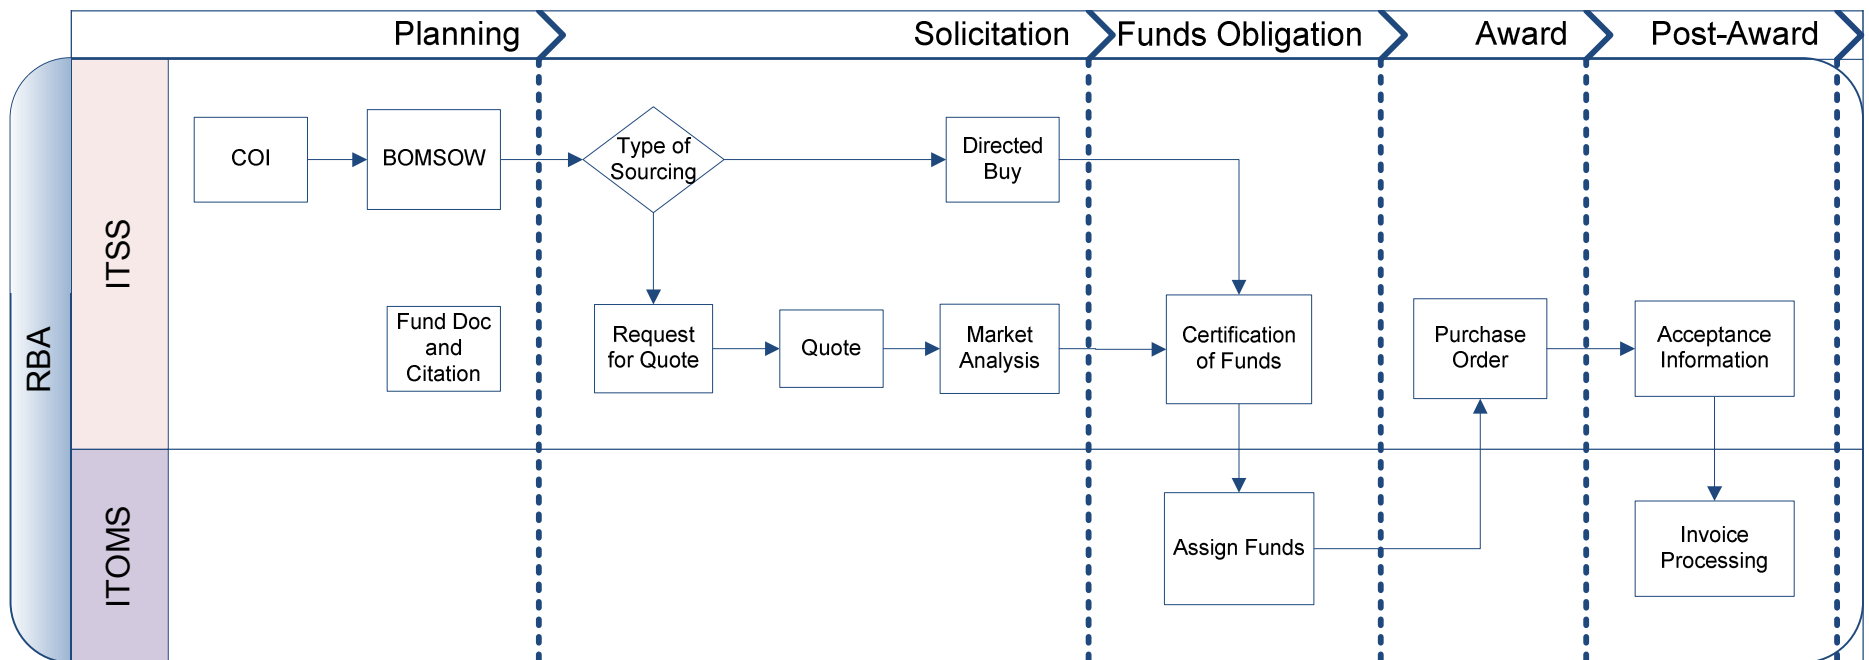 Planning
Solicitation
Funds Obligation
Award
Post-Award
RBA
ITSS
COI
BOMSOW
Type of
Sourcing
Directed
Buy
Fund Doc
and
Citation
Request
for Quote
Quote
Market
Analysis
Certification
of Funds
Purchase
Order
Acceptance
Information
ITOMS
Assign Funds
Invoice
Processing